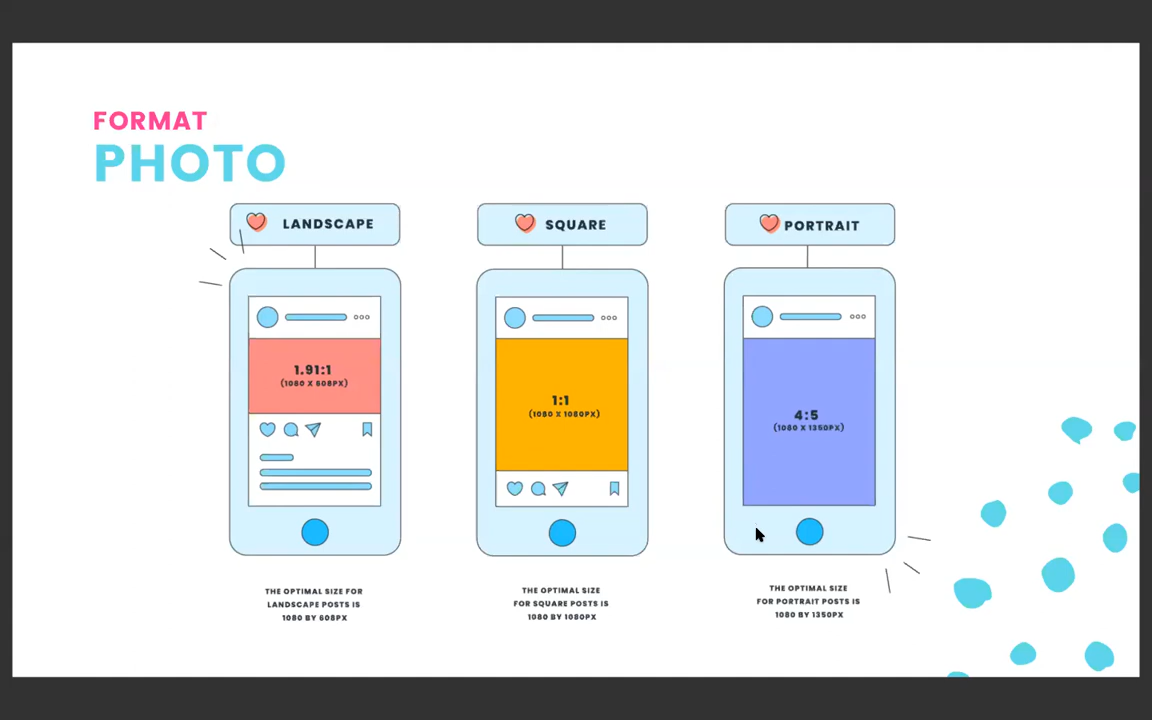 FORMAT
PHOTO
LANDSCAPE
SQUARE
PORTRAIT
1.91:1
(1080 X 608PX)
1:1
(1080 X 1080PX)
4:5
(1080 X 1350PX)
THE OPTIMAL SIZE FOR
LANDSCAPE POSTS IS
1080 BY 608PX
THE OPTIMAL SIZE
FOR SQUARE POSTS IS
1080 BY 1080PX
THE OPTIMAL SIZE
FOR PORTRAIT POSTS IS
1080 BY 1350PX